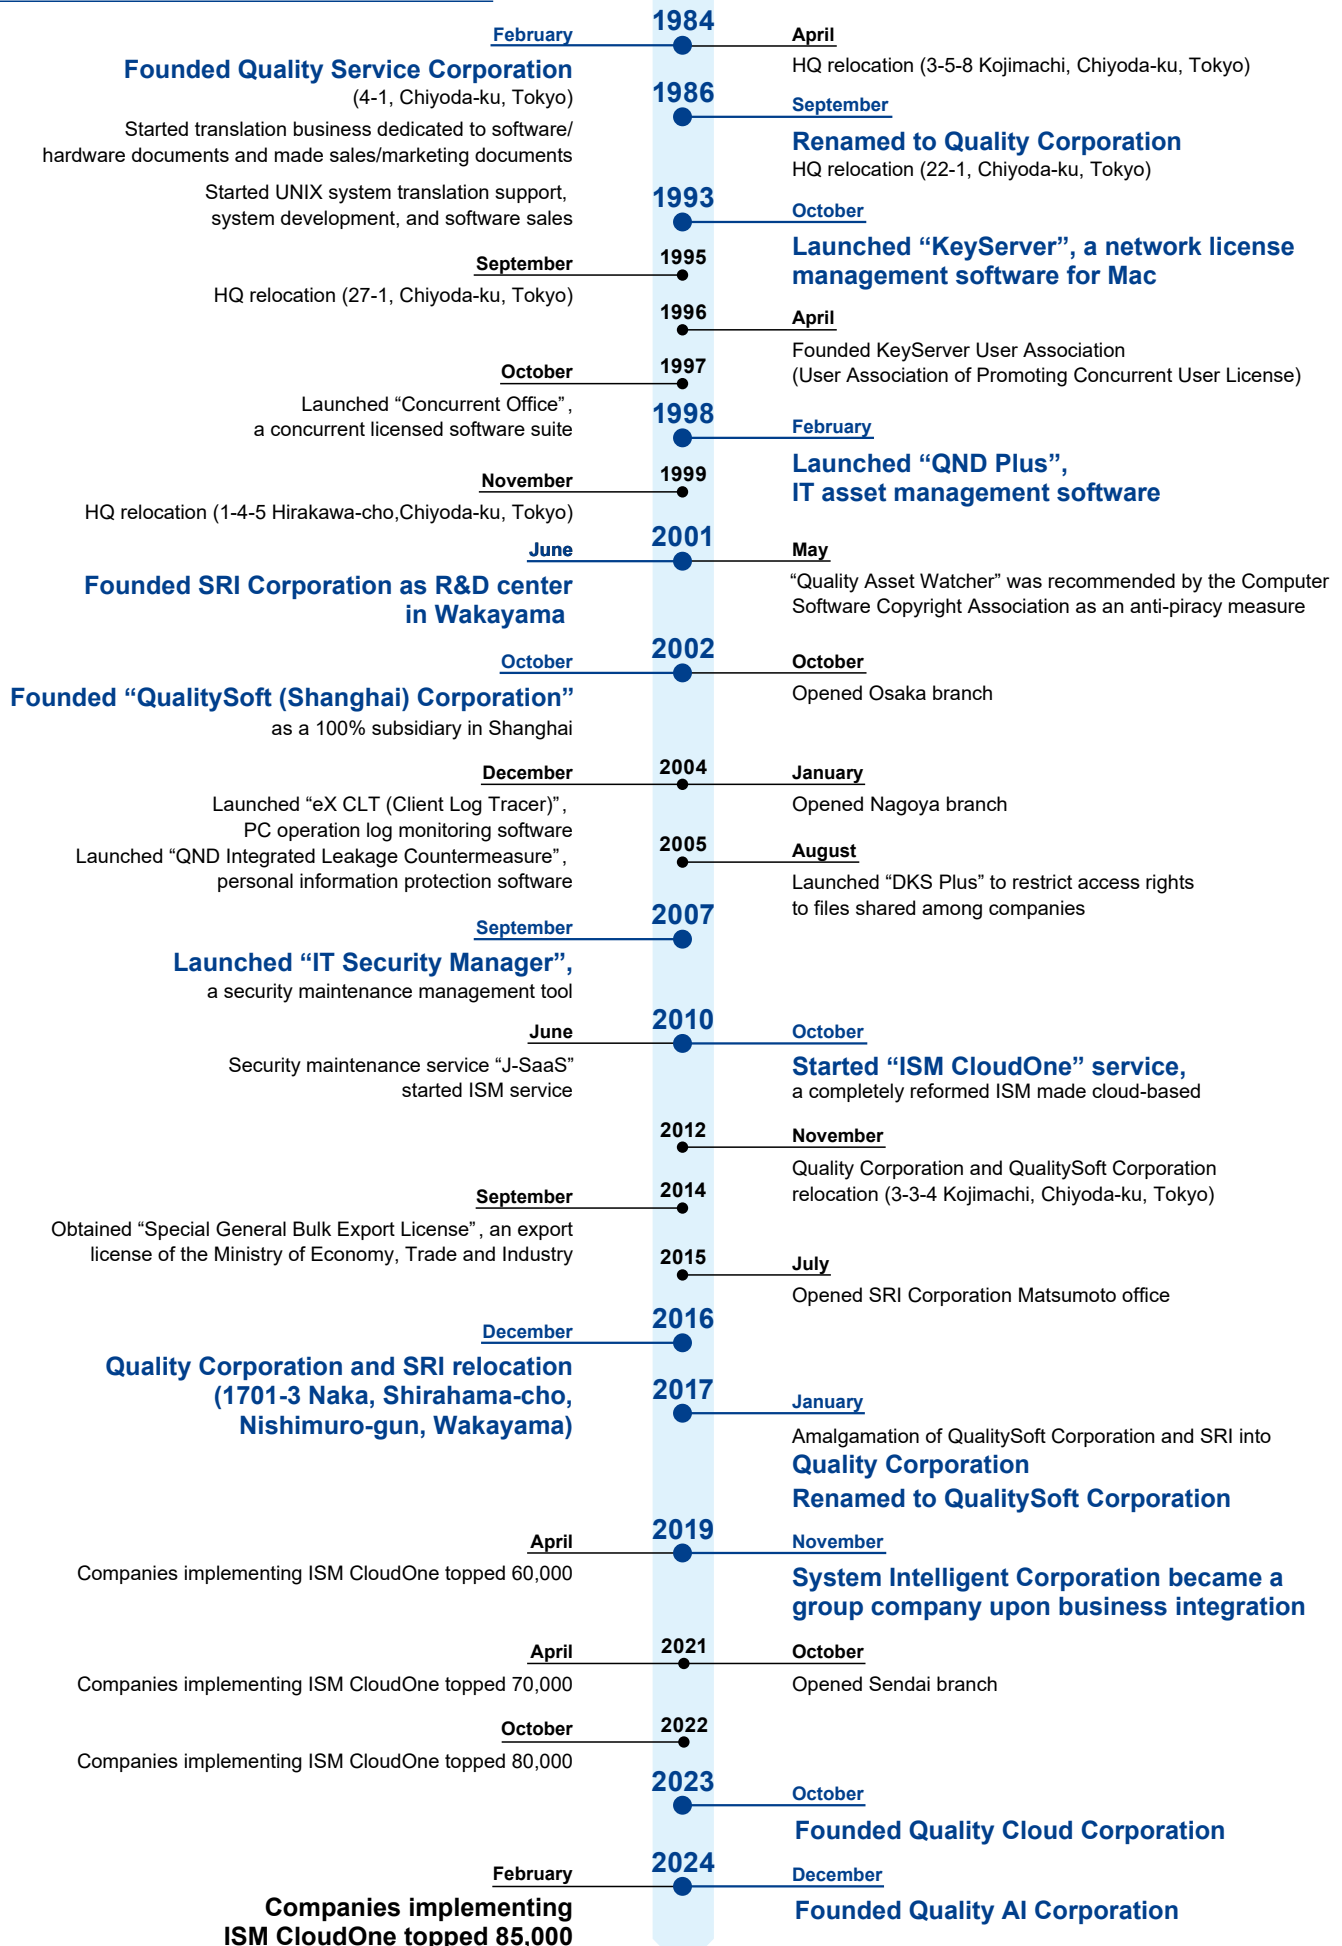 1984
February
Founded Quality Service Corporation
(4-1, Chiyoda-ku, Tokyo)
Started translation business dedicated to software/
hardware documents and made sales/marketing documents
Started UNIX system translation support,
system development, and software sales
April
HQ relocation (3-5-8 Kojimachi, Chiyoda-ku, Tokyo)
1986
September
Renamed to Quality Corporation
HQ relocation (22-1, Chiyoda-ku, Tokyo)
1993
October
Launched “KeyServer”, a network license
management software for Mac
1995
September
HQ relocation (27-1, Chiyoda-ku, Tokyo)
1996
April
Founded KeyServer User Association
(User Association of Promoting Concurrent User License)
1997
October
Launched “Concurrent Office”,
a concurrent licensed software suite
1998
February
Launched “QND Plus”,
IT asset management software
1999
November
HQ relocation (1-4-5 Hirakawa-cho,Chiyoda-ku, Tokyo)
2001
June
Founded SRI Corporation as R&D center
in Wakayama
May
“Quality Asset Watcher” was recommended by the Computer
Software Copyright Association as an anti-piracy measure
2002
October
Founded “QualitySoft (Shanghai) Corporation”
as a 100% subsidiary in Shanghai
October
Opened Osaka branch
2004
December
Launched “eX CLT (Client Log Tracer)”,
PC operation log monitoring software
Launched “QND Integrated Leakage Countermeasure”,
personal information protection software
January
Opened Nagoya branch
2005
August
Launched “DKS Plus” to restrict access rights
to files shared among companies
2007
September
Launched “IT Security Manager”,
a security maintenance management tool
2010
June
Security maintenance service “J-SaaS”
started ISM service
October
Started “ISM CloudOne” service,
a completely reformed ISM made cloud-based
2012
November
Quality Corporation and QualitySoft Corporation
relocation (3-3-4 Kojimachi, Chiyoda-ku, Tokyo)
2014
September
Obtained “Special General Bulk Export License”, an export
license of the Ministry of Economy, Trade and Industry
2015
July
Opened SRI Corporation Matsumoto office
2016
December
Quality Corporation and SRI relocation
(1701-3 Naka, Shirahama-cho,
Nishimuro-gun, Wakayama)
2017
January
Amalgamation of QualitySoft Corporation and SRI into
Quality Corporation
Renamed to QualitySoft Corporation
2019
April
Companies implementing ISM CloudOne topped 60,000
November
System Intelligent Corporation became a
group company upon business integration
2021
April
Companies implementing ISM CloudOne topped 70,000
October
Opened Sendai branch
2022
October
Companies implementing ISM CloudOne topped 80,000
2023
October
Founded Quality Cloud Corporation
2024
February
Companies implementing
ISM CloudOne topped 85,000
December
Founded Quality AI Corporation